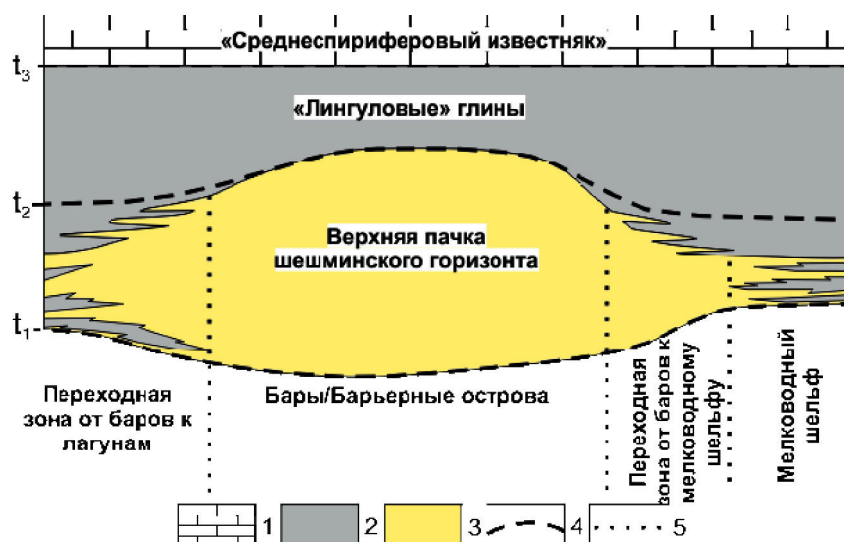 «Среднеспириферовый известняк»
t3
«Лингуловые» глины
t2
Верхняя пачка
шешминского горизонта
t1
Переходная
зона от баров к
лагунам
Бары/Барьерные острова
Переходная
зона от баров к
мелководному
шельфу
Мелководный
шельф
1 2 3 4 5